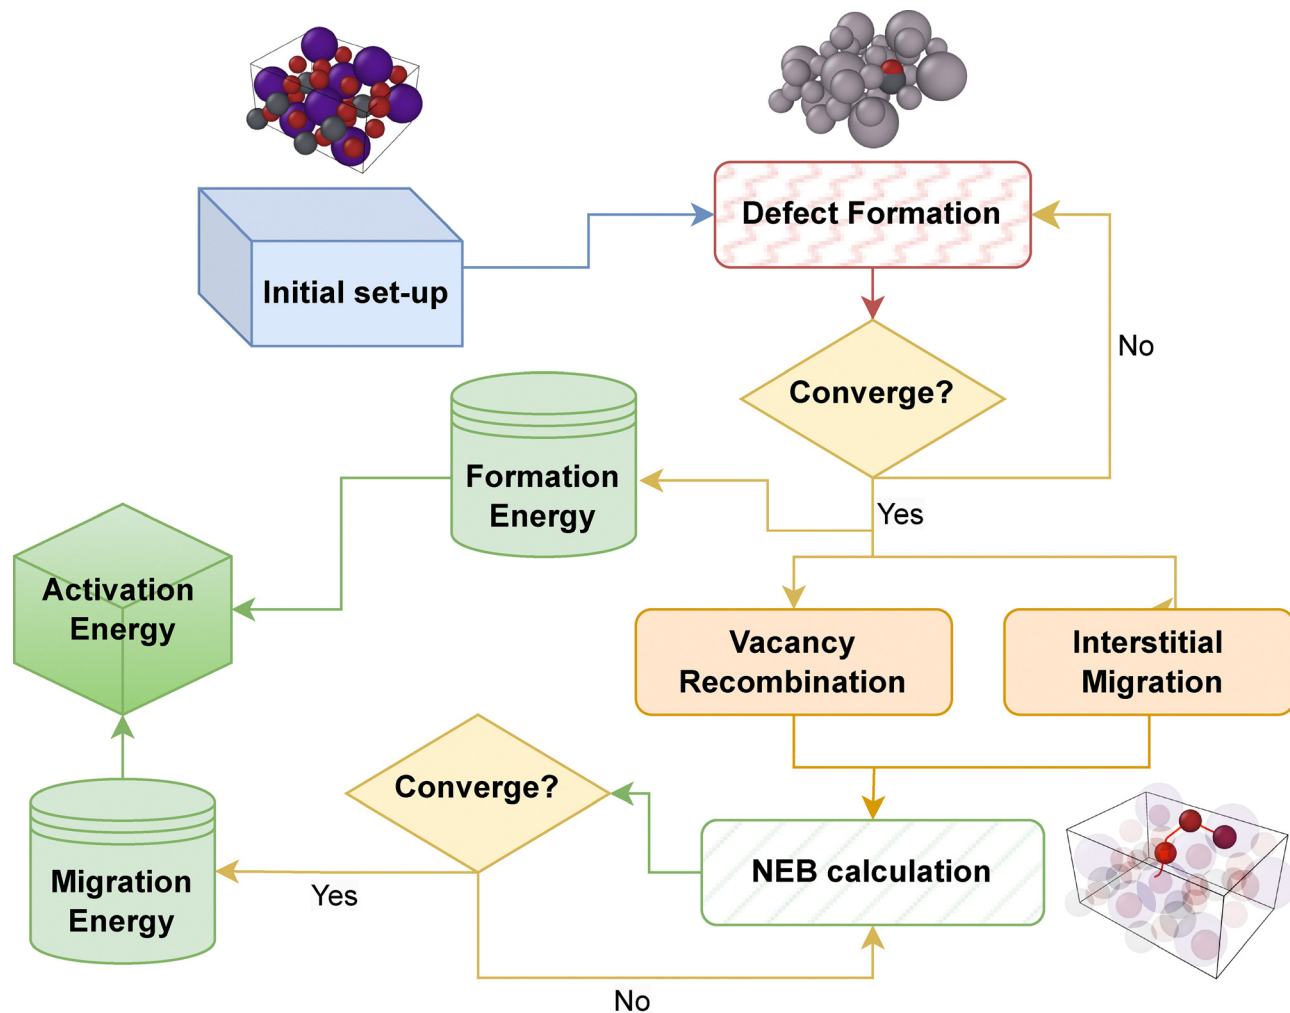 Defect Formation
Initial set-up
No
Converge?
Formation
Energy
Yes
Activation
Energy
Vacancy
Recombination
Interstitial
Migration
Converge?
NEB calculation
Migration
Energy
Yes
No